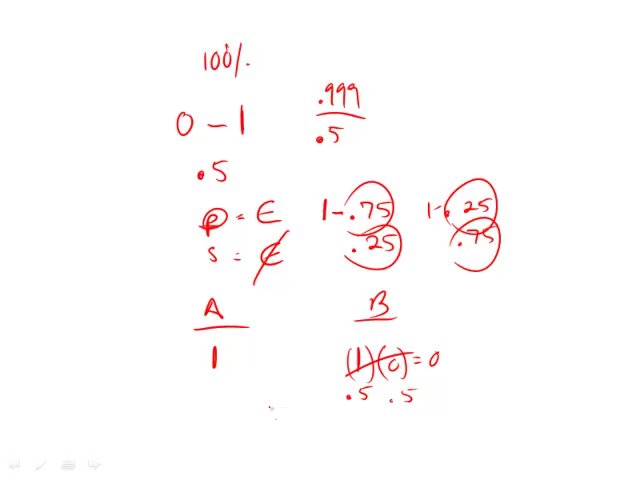 100%
.999
0 - 1
.5
.5
p = E 1-.75 1-.25
s = E .25 .75
A B
1 (1)(0) = 0
.5 .5